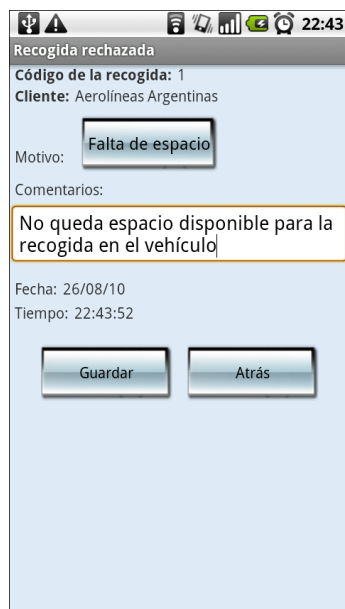 22:43
Recogida rechazada
Código de la recogida: 1
Cliente: Aerolíneas Argentinas
Motivo: Falta de espacio
Comentarios:
No queda espacio disponible para la
recogida en el vehículo
Fecha: 26/08/10
Tiempo: 22:43:52
Guardar Atrás